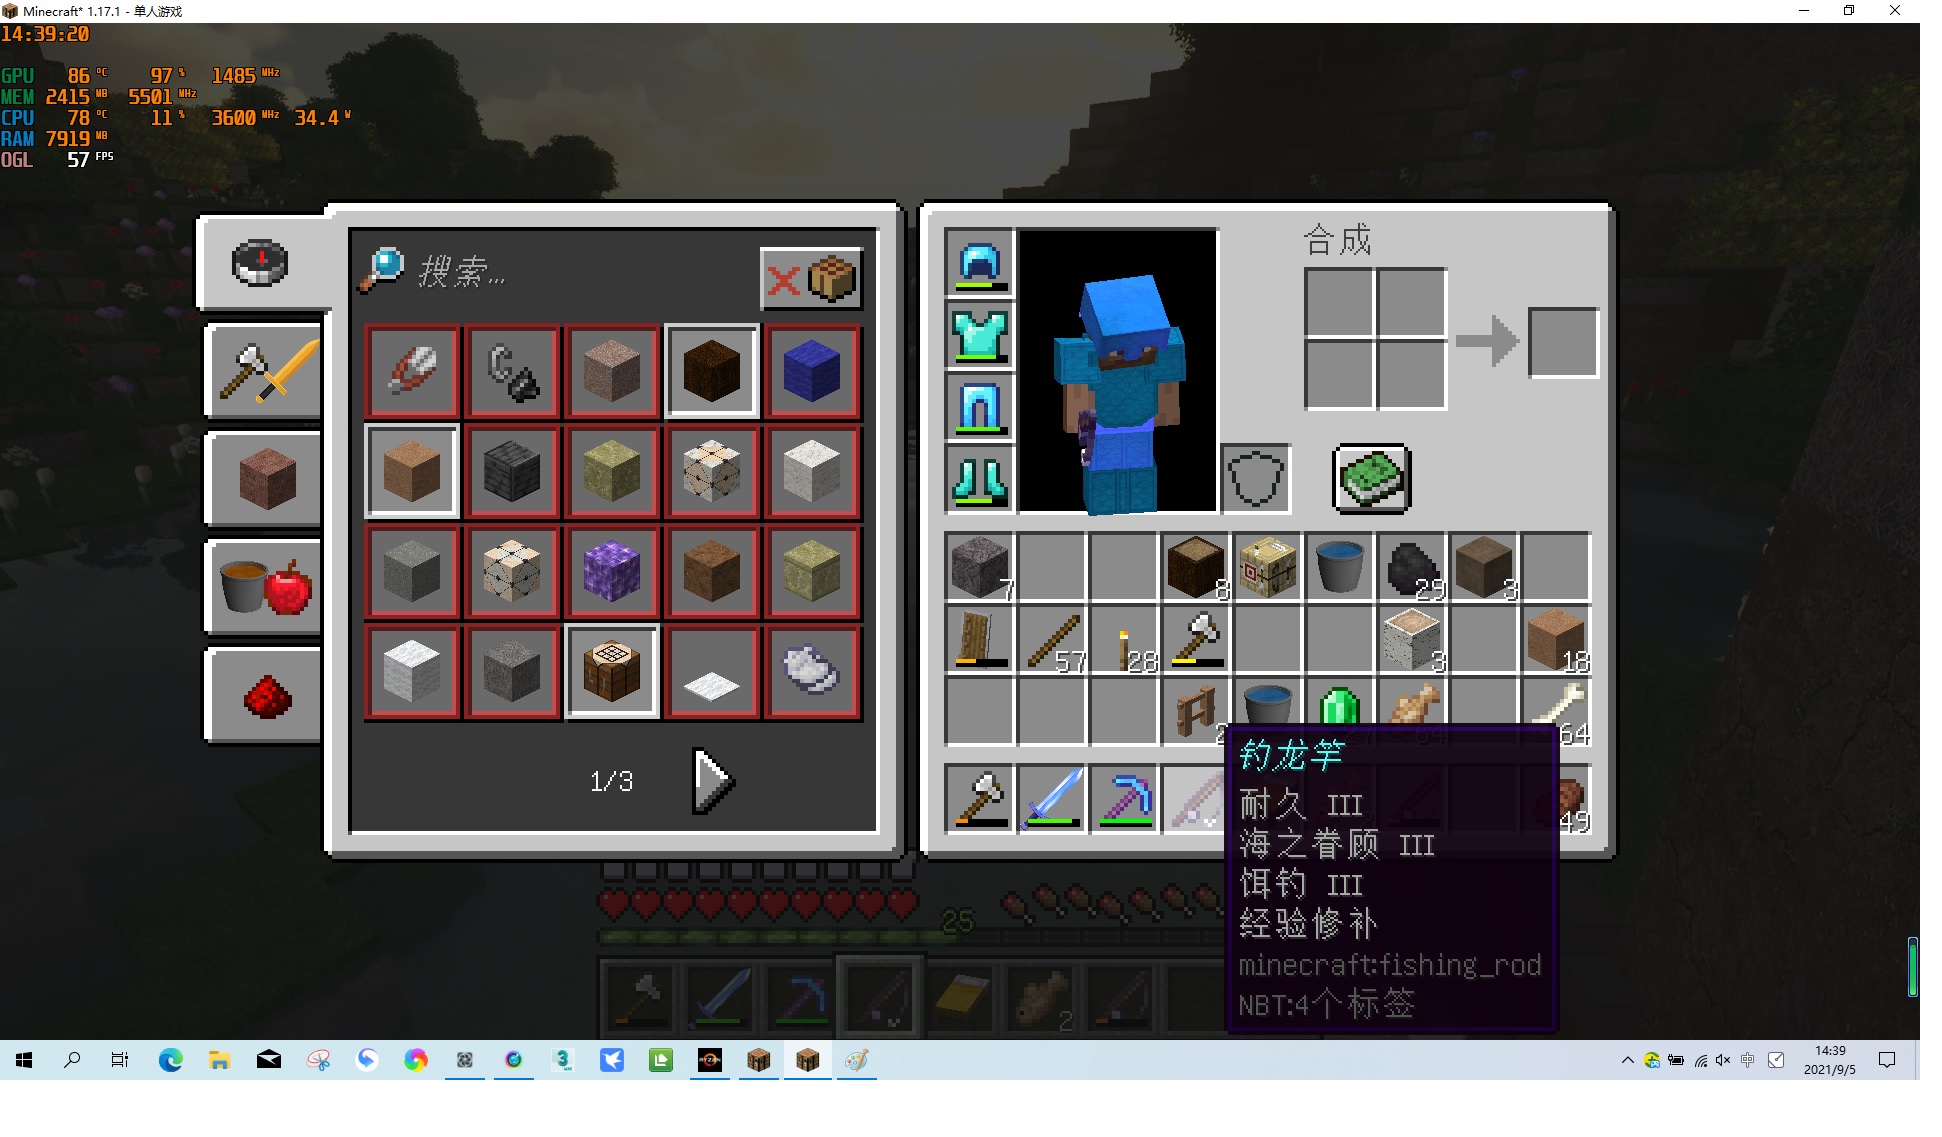 Minecraft* 1.17.1 - 单人游戏
14:39:20
GPU 86 °C 97 % 1485 MHz
MEM 2415 MB 5501 MHz
CPU 78 °C 11 % 3600 MHz 34.4 W
RAM 7919 MB
OGL 57 FPS
搜索...
合成
1/3
7 8 29 3
57 28 3 18
64
49
钓龙竿
耐久 III
海之眷顾 III
饵钓 III
经验修补
minecraft:fishing_rod
NBT:4个标签
25
2
RYZEN
中
14:39
2021/9/5